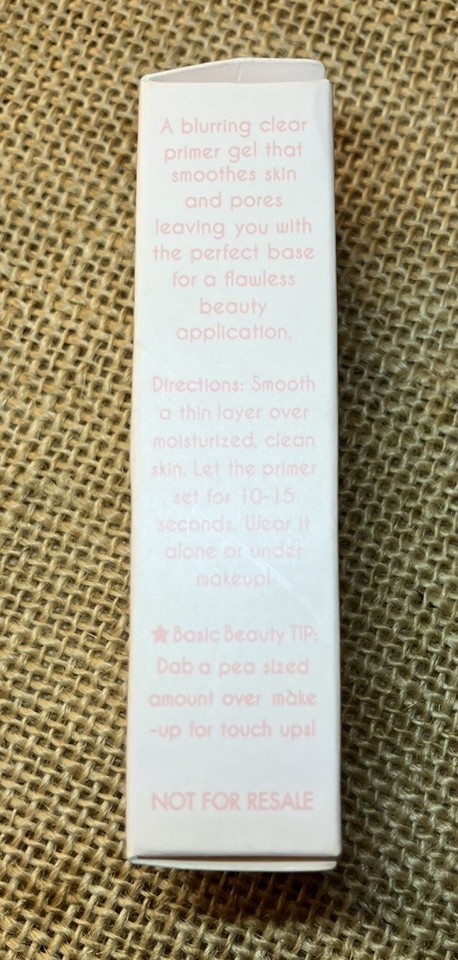 A blurring clear
primer gel that
smoothes skin
and pores
leaving you with
the perfect base
for a flawless
beauty
application.
Directions: Smooth
a thin layer over
moisturized, clean
skin. Let the primer
set for 10-15
seconds. Wear it
alone or under
makeup!
★ Basic Beauty TIP:
Dab a pea sized
amount over make
-up for touch ups!
NOT FOR RESALE